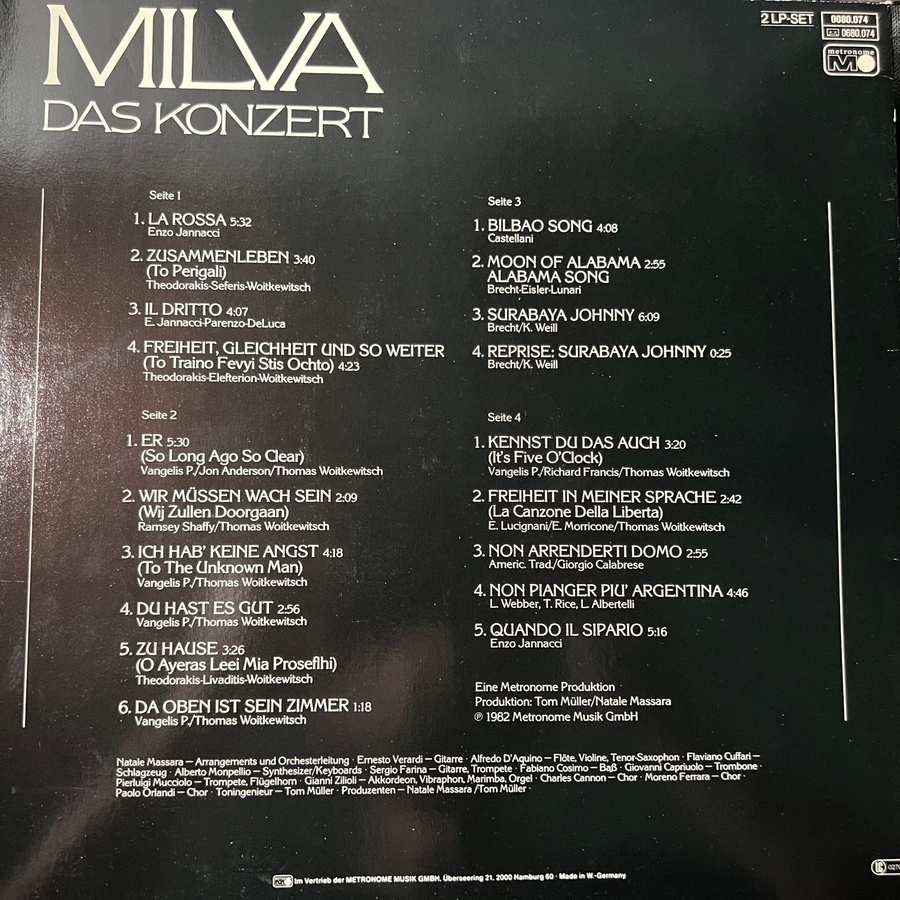 MILVA
DAS KONZERT
2 LP-SET
0080.074
0680.074
metronome
Seite 1
1. LA ROSSA 5:32
Enzo Jannacci
2. ZUSAMMENLEBEN 3:40
(To Perigali)
Theodorakis-Seferis-Woitkewitsch
3. IL DRITTO 4:07
E. Jannacci-Parenzo-DeLuca
4. FREIHEIT, GLEICHHEIT UND SO WEITER
(To Traino Fevyi Stis Ochto) 4:23
Theodorakis-Elefterion-Woitkewitsch
Seite 2
1. ER 5:30
(So Long Ago So Clear)
Vangelis P./Jon Anderson/Thomas Woitkewitsch
2. WIR MÜSSEN WACH SEIN 2:09
(Wij Zullen Doorgaan)
Ramsey Shaffy/Thomas Woitkewitsch
3. ICH HAB' KEINE ANGST 4:18
(To The Unknown Man)
Vangelis P./Thomas Woitkewitsch
4. DU HAST ES GUT 2:56
Vangelis P./Thomas Woitkewitsch
5. ZU HAUSE 3:26
(O Ayeras Leei Mia Proseflhi)
Theodorakis-Livaditis-Woitkewitsch
6. DA OBEN IST SEIN ZIMMER 1:18
Vangelis P./Thomas Woitkewitsch
Seite 3
1. BILBAO SONG 4:08
Castellani
2. MOON OF ALABAMA 2:55
ALABAMA SONG
Brecht-Eisler-Lunari
3. SURABAYA JOHNNY 6:09
Brecht/K. Weill
4. REPRISE: SURABAYA JOHNNY 0:25
Brecht/K. Weill
Seite 4
1. KENNST DU DAS AUCH 3:20
(It's Five O'Clock)
Vangelis P./Richard Francis/Thomas Woitkewitsch
2. FREIHEIT IN MEINER SPRACHE 2:42
(La Canzone Della Liberta)
E. Lucignani/E. Morricone/Thomas Woitkewitsch
3. NON ARRENDERTI DOMO 2:55
Americ. Trad./Giorgio Calabrese
4. NON PIANGER PIU' ARGENTINA 4:46
L. Webber, T. Rice, L. Albertelli
5. QUANDO IL SIPARIO 5:16
Enzo Jannacci
Eine Metronome Produktion
Produktion: Tom Müller/Natale Massara
℗ 1982 Metronome Musik GmbH
Natale Massara – Arrangements und Orchesterleitung · Ernesto Verardi – Gitarre · Alfredo D'Aquino – Flöte, Violine, Tenor-Saxophon · Flaviano Cuffari –
Schlagzeug · Alberto Monpellio – Synthesizer/Keyboards · Sergio Farina – Gitarre, Trompete · Fabiano Cosimo – Baß · Giovanni Capriuolo – Trombone ·
Pierluigi Mucciolo – Trompete, Flügelhorn · Gianni Zilioli – Akkordeon, Vibraphon, Marimba, Orgel · Charles Cannon – Chor · Moreno Ferrara – Chor ·
Paolo Orlandi – Chor · Toningenieur – Tom Müller · Produzenten – Natale Massara /Tom Müller ·
Im Vertrieb der METRONOME MUSIK GMBH, Überseering 21, 2000 Hamburg 60 · Made in W.-Germany